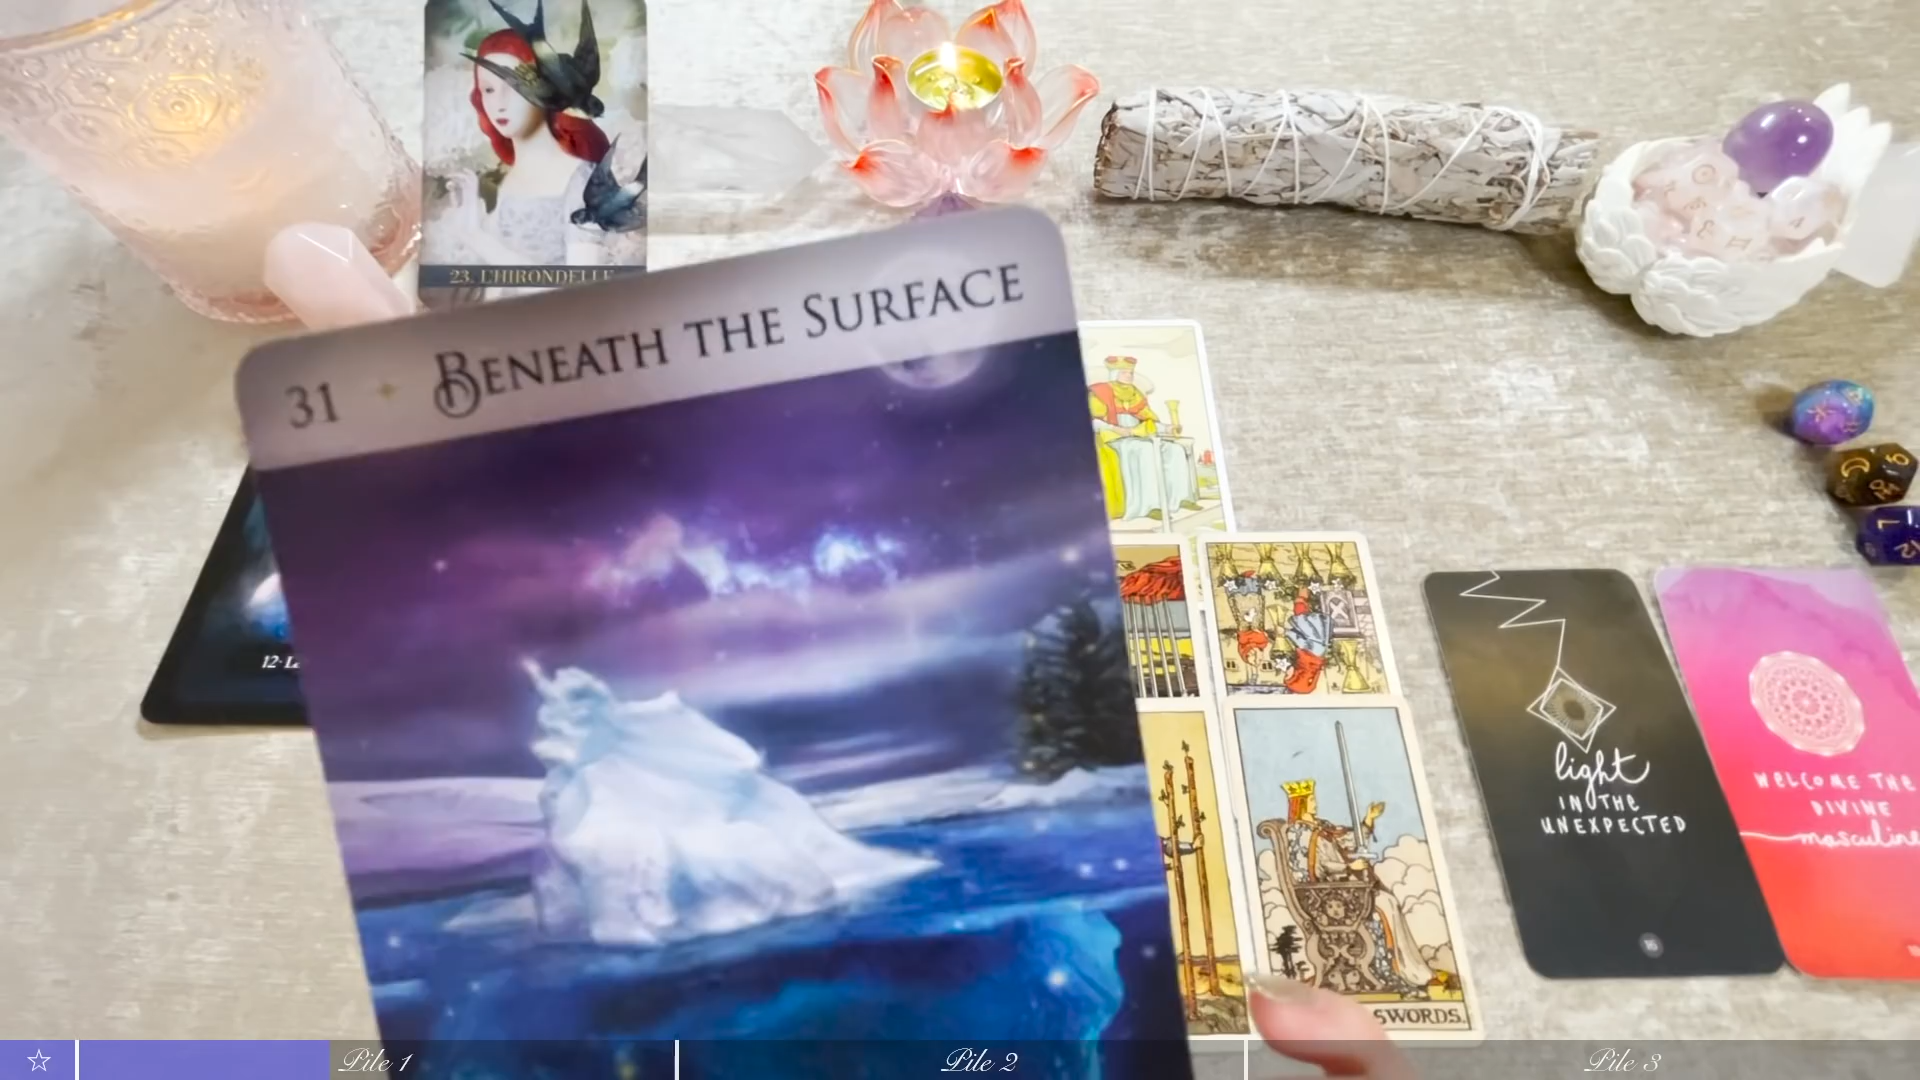 23. L'HIRONDELLE
31 BENEATH THE SURFACE
light
IN THE
UNEXPECTED
16
WELCOME THE
DIVINE
masculine
SWORDS.
☆ Pile 1 Pile 2 Pile 3